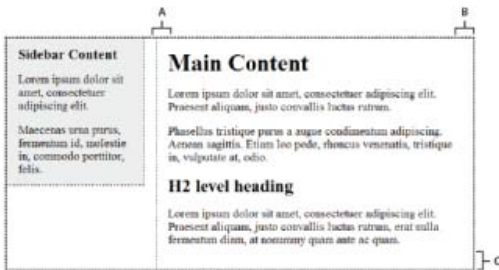 A
B
Sidebar Content
Lorem ipsum dolor sit
amet, consectetuer
adipiscing elit.
Maecenas urna purus,
fermentum id, molestie
in, commodo porttitor,
felis.
Main Content
Lorem ipsum dolor sit amet, consectetuer adipiscing elit.
Praesent aliquam, justo convallis luctus rutrum.
Phasellus tristique purus a augue condimentum adipiscing.
Aenean sagittis. Etiam leo pede, rhoncus venenatis, tristique
in, vulputate at, odio.
H2 level heading
Lorem ipsum dolor sit amet, consectetuer adipiscing elit.
Praesent aliquam, justo convallis luctus rutrum, erat nulla
fermentum diam, at nonummy quam ante ac quam.
C